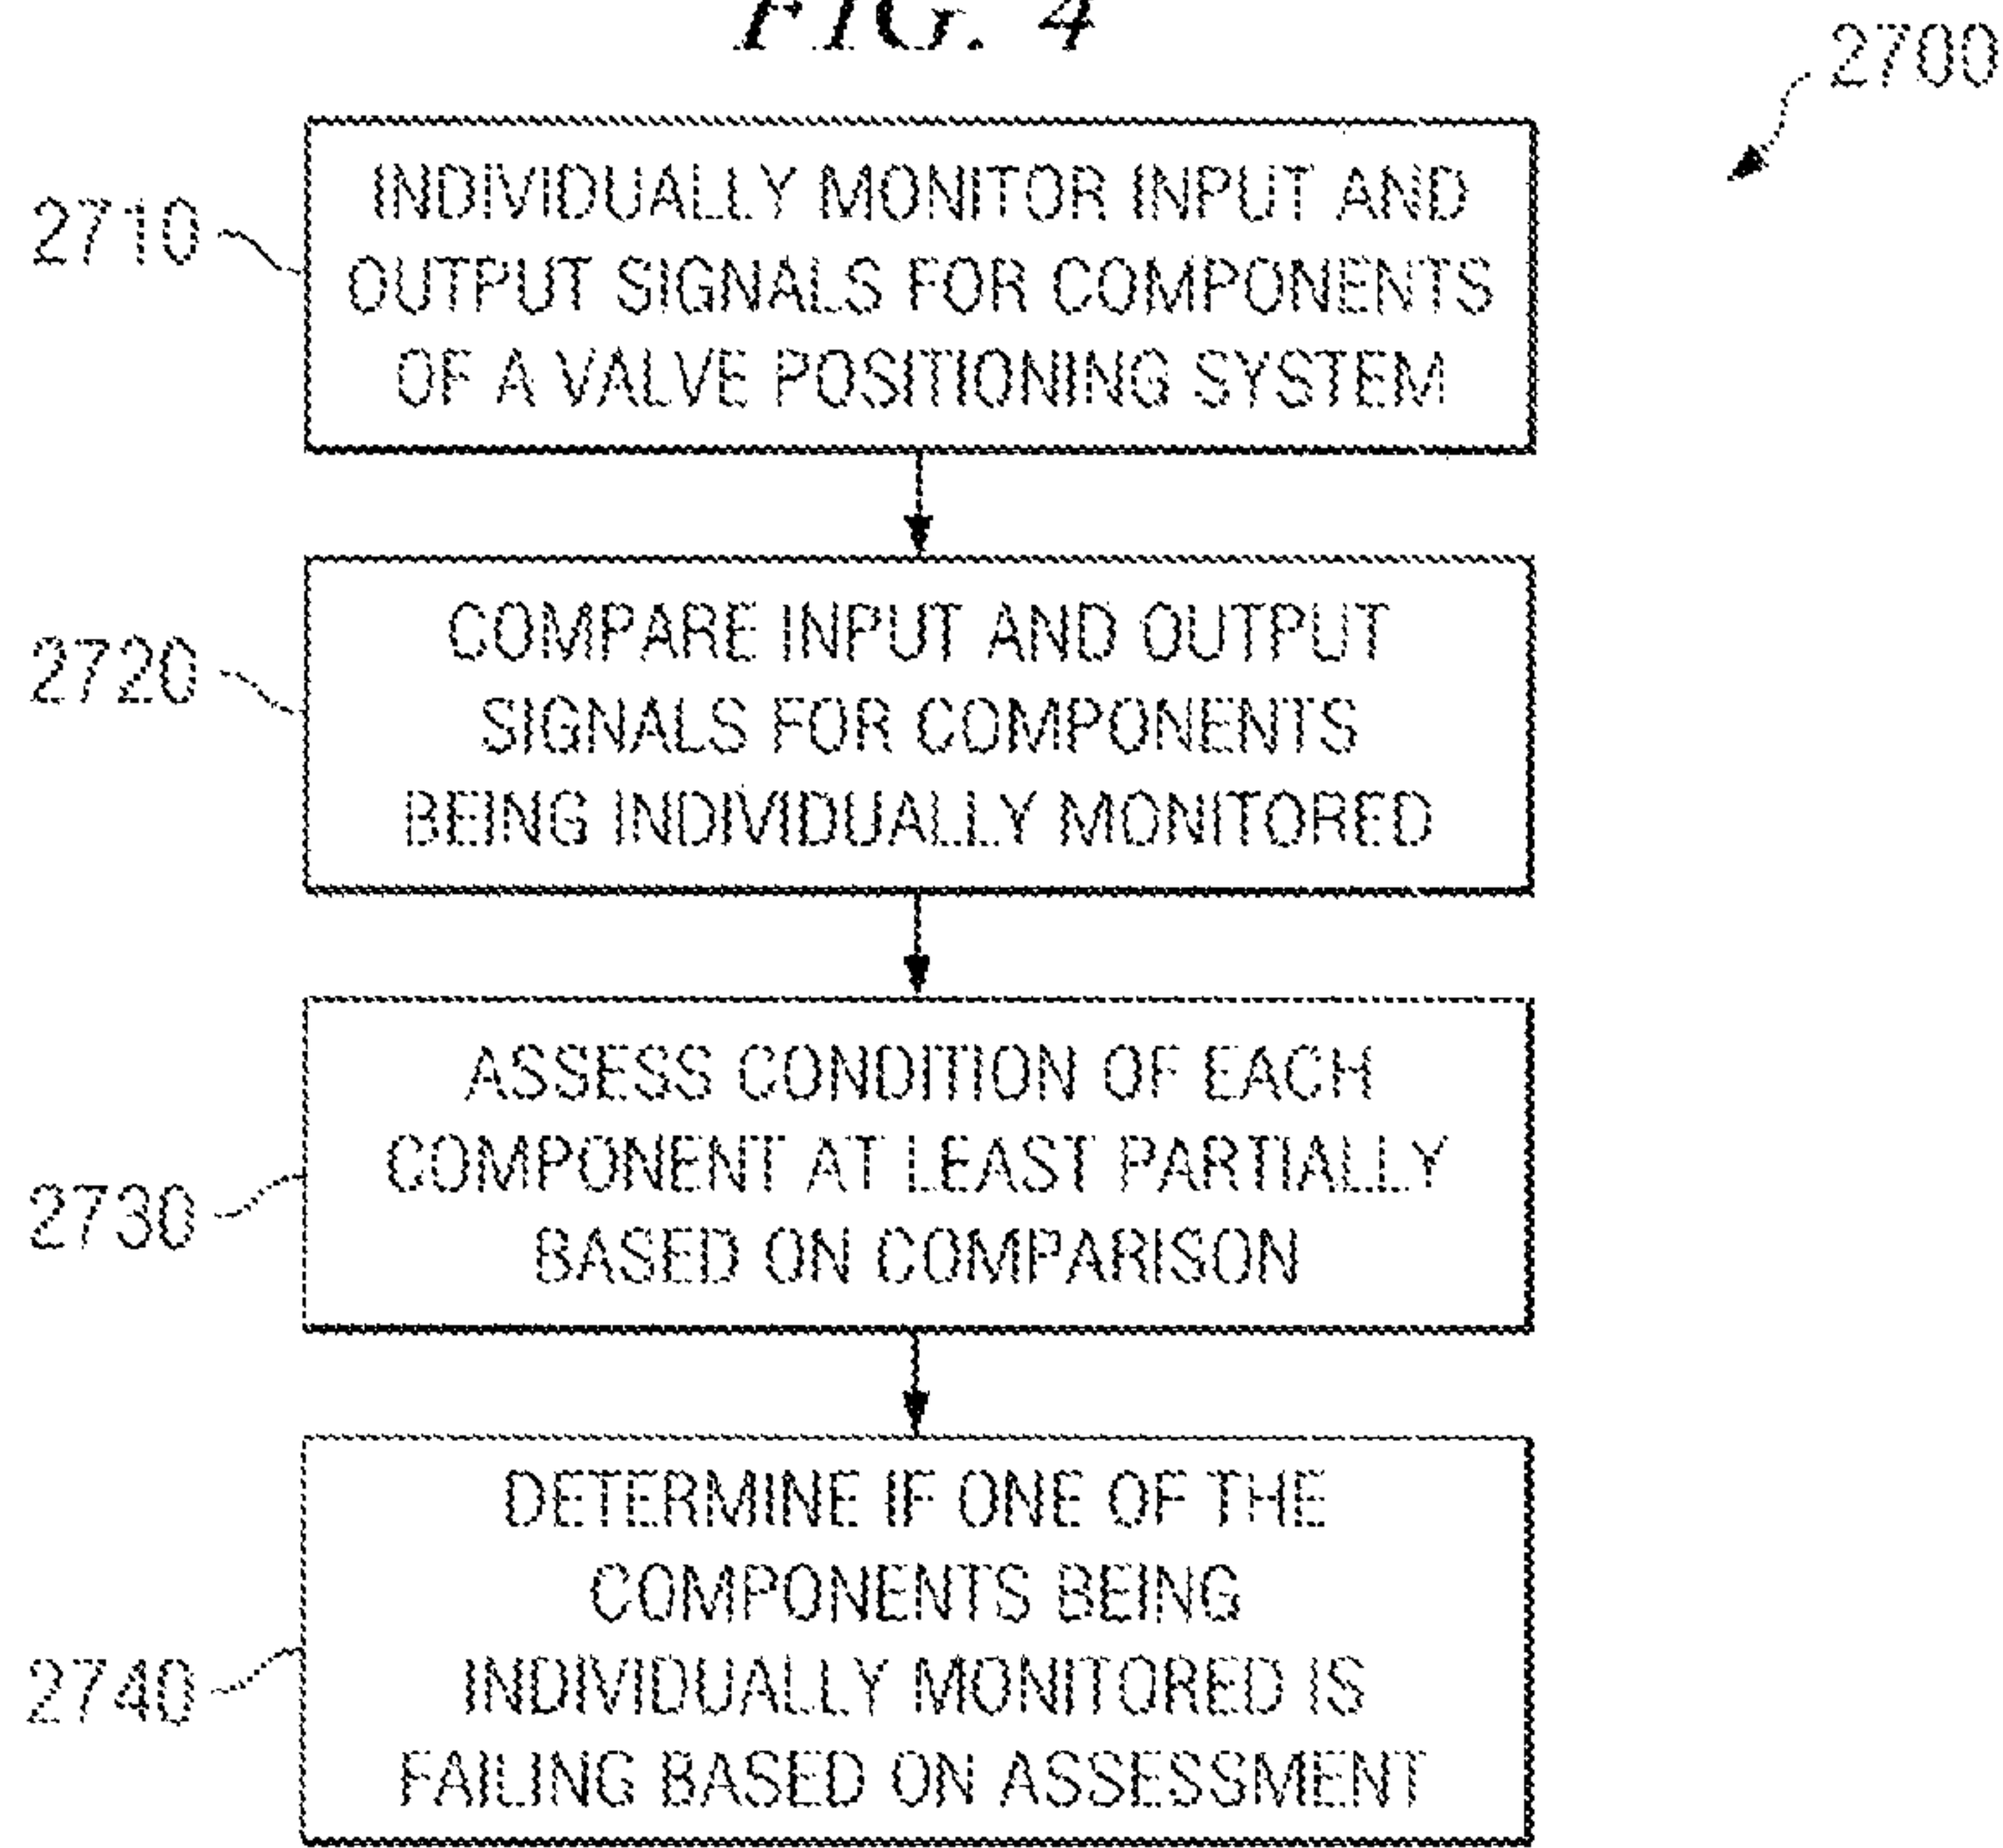 FIG. 4
2700
2710
INDIVIDUALLY MONITOR INPUT AND
OUTPUT SIGNALS FOR COMPONENTS
OF A VALVE POSITIONING SYSTEM
2720
COMPARE INPUT AND OUTPUT
SIGNALS FOR COMPONENTS
BEING INDIVIDUALLY MONITORED
2730
ASSESS CONDITION OF EACH
COMPONENT AT LEAST PARTIALLY
BASED ON COMPARISON
2740
DETERMINE IF ONE OF THE
COMPONENTS BEING
INDIVIDUALLY MONITORED IS
FAILING BASED ON ASSESSMENT